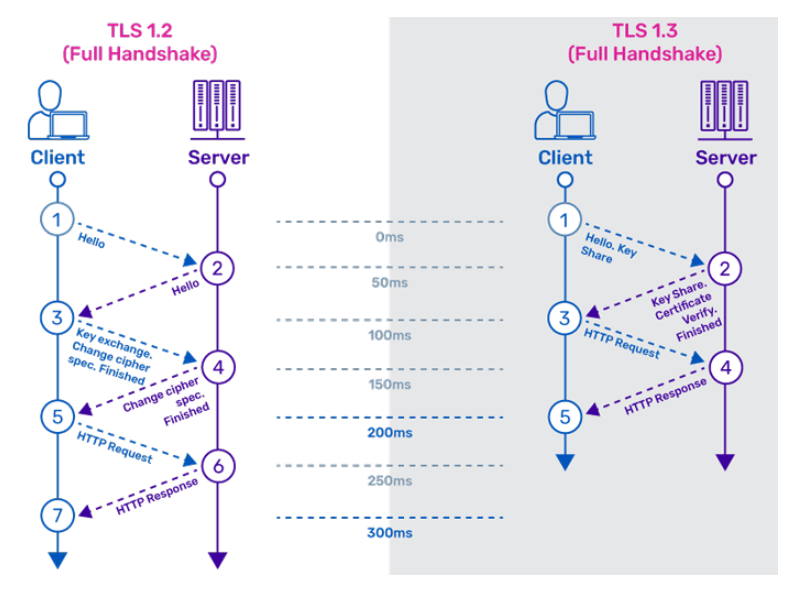 TLS 1.2
(Full Handshake)
Client
Server
1
Hello
2
Hello
3
Key exchange.
Change cipher
spec. Finished
4
Change cipher
spec.
Finished
5
HTTP Request
6
HTTP Response
7
0ms
50ms
100ms
150ms
200ms
250ms
300ms
TLS 1.3
(Full Handshake)
Client
Server
1
Hello. Key
Share
2
Key Share.
Certificate
Verify.
Finished
3
HTTP Request
4
HTTP Response
5